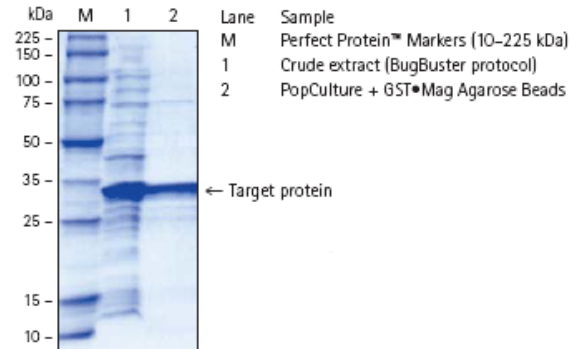 kDa M 1 2
225 –
150 –
100 –
75 –
50 –
35 –
25 –
15 –
10 –
← Target protein
Lane Sample
M Perfect Protein™ Markers (10–225 kDa)
1 Crude extract (BugBuster protocol)
2 PopCulture + GST•Mag Agarose Beads